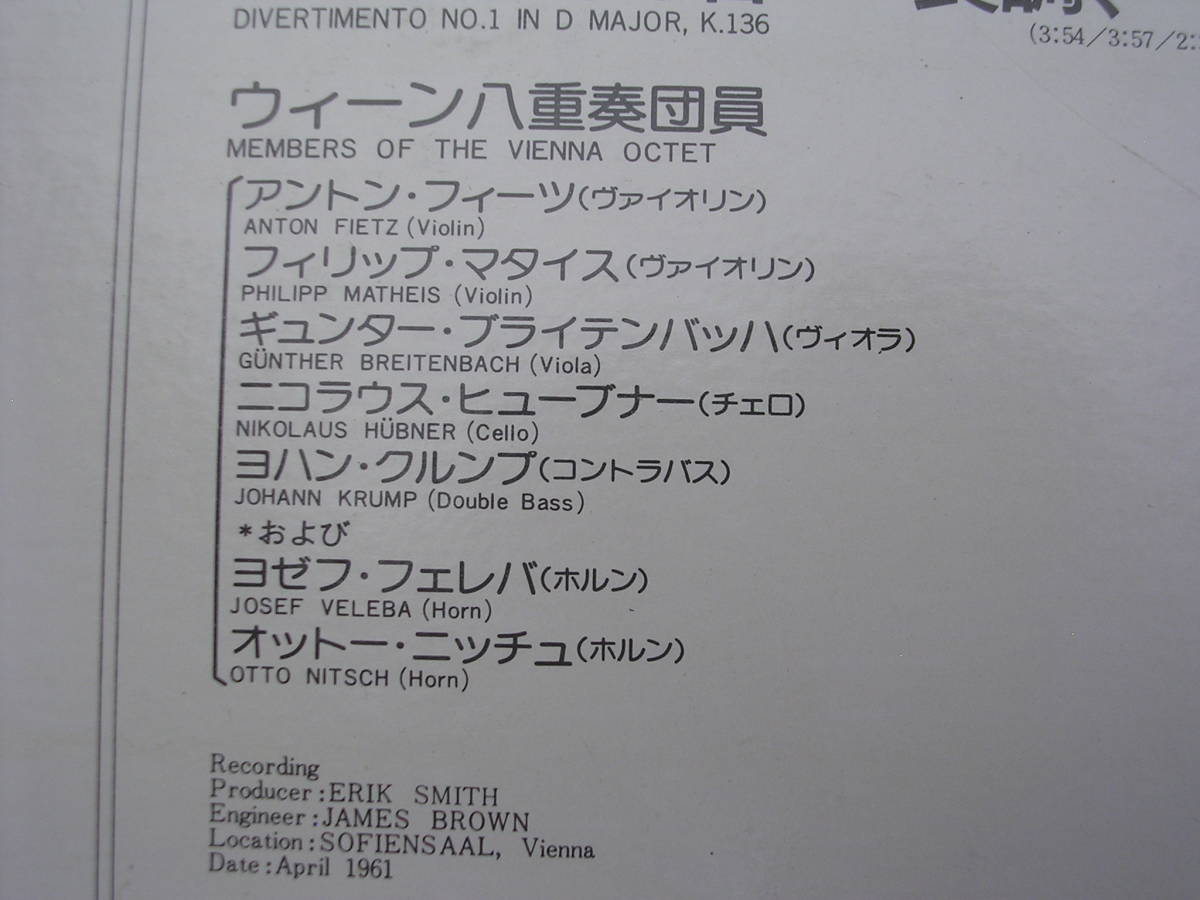 DIVERTIMENTO NO.1 IN D MAJOR, K.136
(3:54/3:57/2:
ウィーン八重奏団員
MEMBERS OF THE VIENNA OCTET
アントン・フィーツ(ヴァイオリン)
ANTON FIETZ (Violin)
フィリップ・マタイス(ヴァイオリン)
PHILIPP MATHEIS (Violin)
ギュンター・ブライテンバッハ(ヴィオラ)
GÜNTHER BREITENBACH (Viola)
ニコラウス・ヒューブナー(チェロ)
NIKOLAUS HÜBNER (Cello)
ヨハン・クルンプ(コントラバス)
JOHANN KRUMP (Double Bass)
*および
ヨゼフ・フェレバ(ホルン)
JOSEF VELEBA (Horn)
オットー・ニッチュ(ホルン)
OTTO NITSCH (Horn)
Recording
Producer:ERIK SMITH
Engineer:JAMES BROWN
Location:SOFIENSAAL, Vienna
Date:April 1961